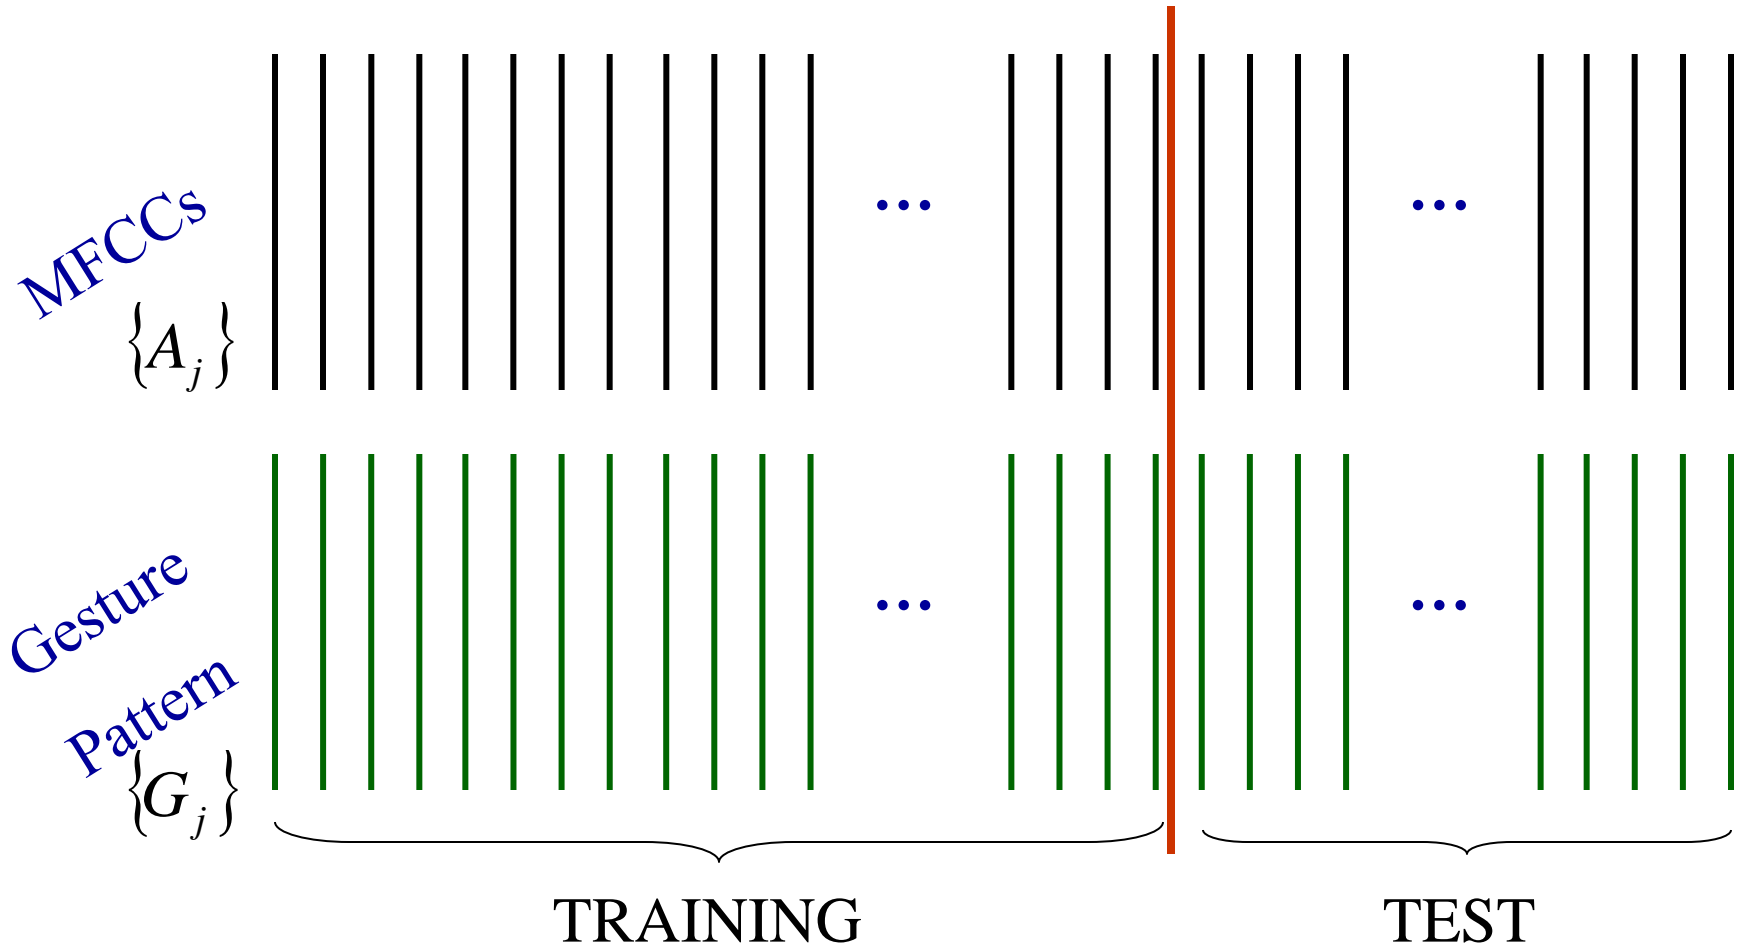 MFCCs
{A_j}
...
...
Gesture
Pattern
{G_j}
...
...
TRAINING
TEST